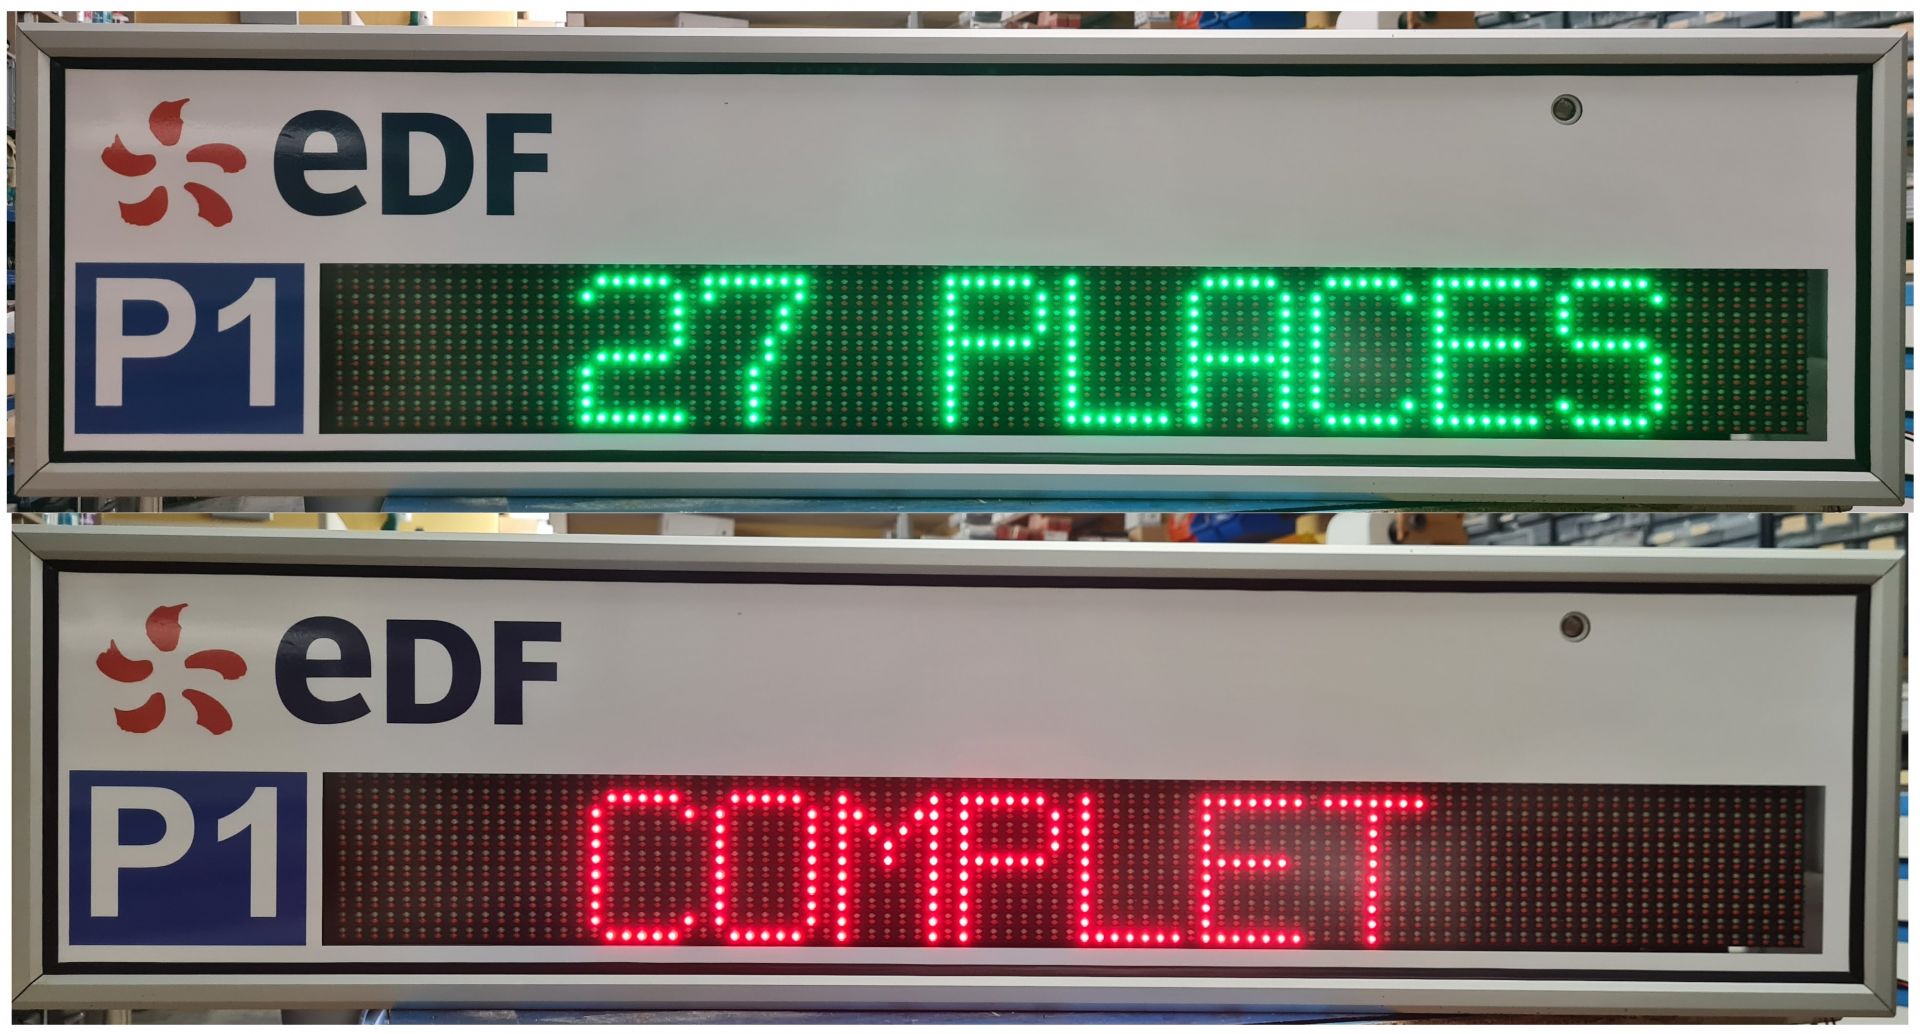 eDF
P1
27 PLACES
eDF
P1
COMPLET